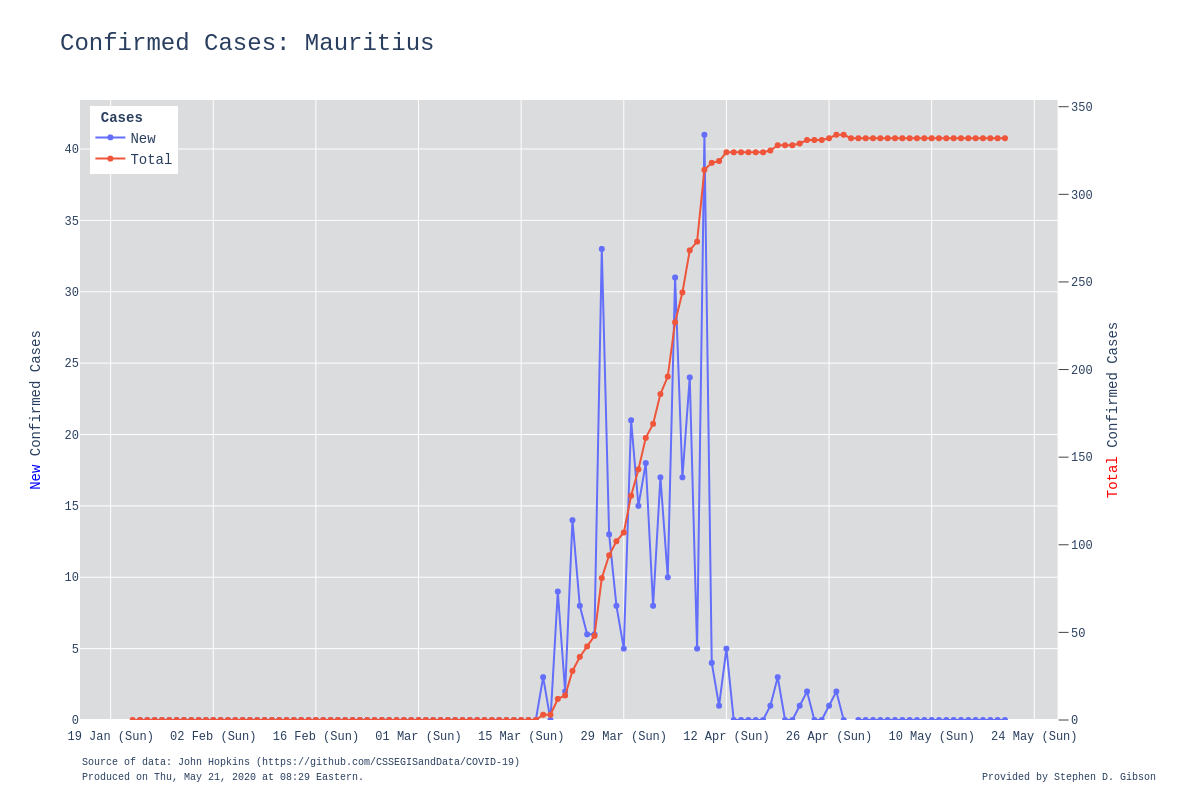 Confirmed Cases: Mauritius
Cases
New
Total
40
35
30
25
20
15
10
5
0
New Confirmed Cases
350
300
250
200
150
100
50
0
Total Confirmed Cases
19 Jan (Sun) 02 Feb (Sun) 16 Feb (Sun) 01 Mar (Sun) 15 Mar (Sun) 29 Mar (Sun) 12 Apr (Sun) 26 Apr (Sun) 10 May (Sun) 24 May (Sun)
Source of data: John Hopkins (https://github.com/CSSEGISandData/COVID-19)
Produced on Thu, May 21, 2020 at 08:29 Eastern.
Provided by Stephen D. Gibson